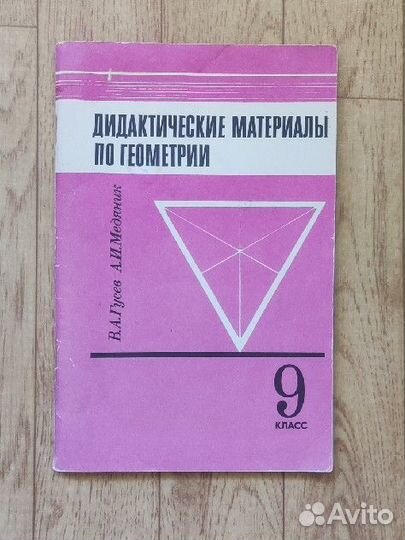 ДИДАКТИЧЕСКИЕ МАТЕРИАЛЫ
ПО ГЕОМЕТРИИ
В.А.Гусев А.И.Медяник
9
КЛАСС
Avito